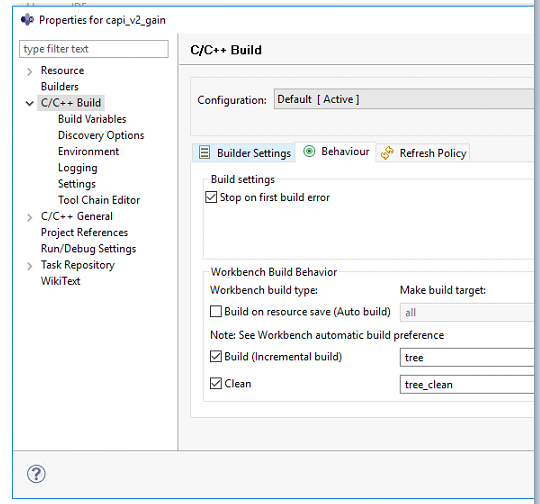 Properties for capi_v2_gain
type filter text
Resource
Builders
C/C++ Build
Build Variables
Discovery Options
Environment
Logging
Settings
Tool Chain Editor
C/C++ General
Project References
Run/Debug Settings
Task Repository
WikiText
C/C++ Build
Configuration: Default [ Active ]
Builder Settings Behaviour Refresh Policy
Build settings
Stop on first build error
Workbench Build Behavior
Workbench build type: Make build target:
Build on resource save (Auto build) all
Note: See Workbench automatic build preference
Build (Incremental build) tree
Clean tree_clean
?